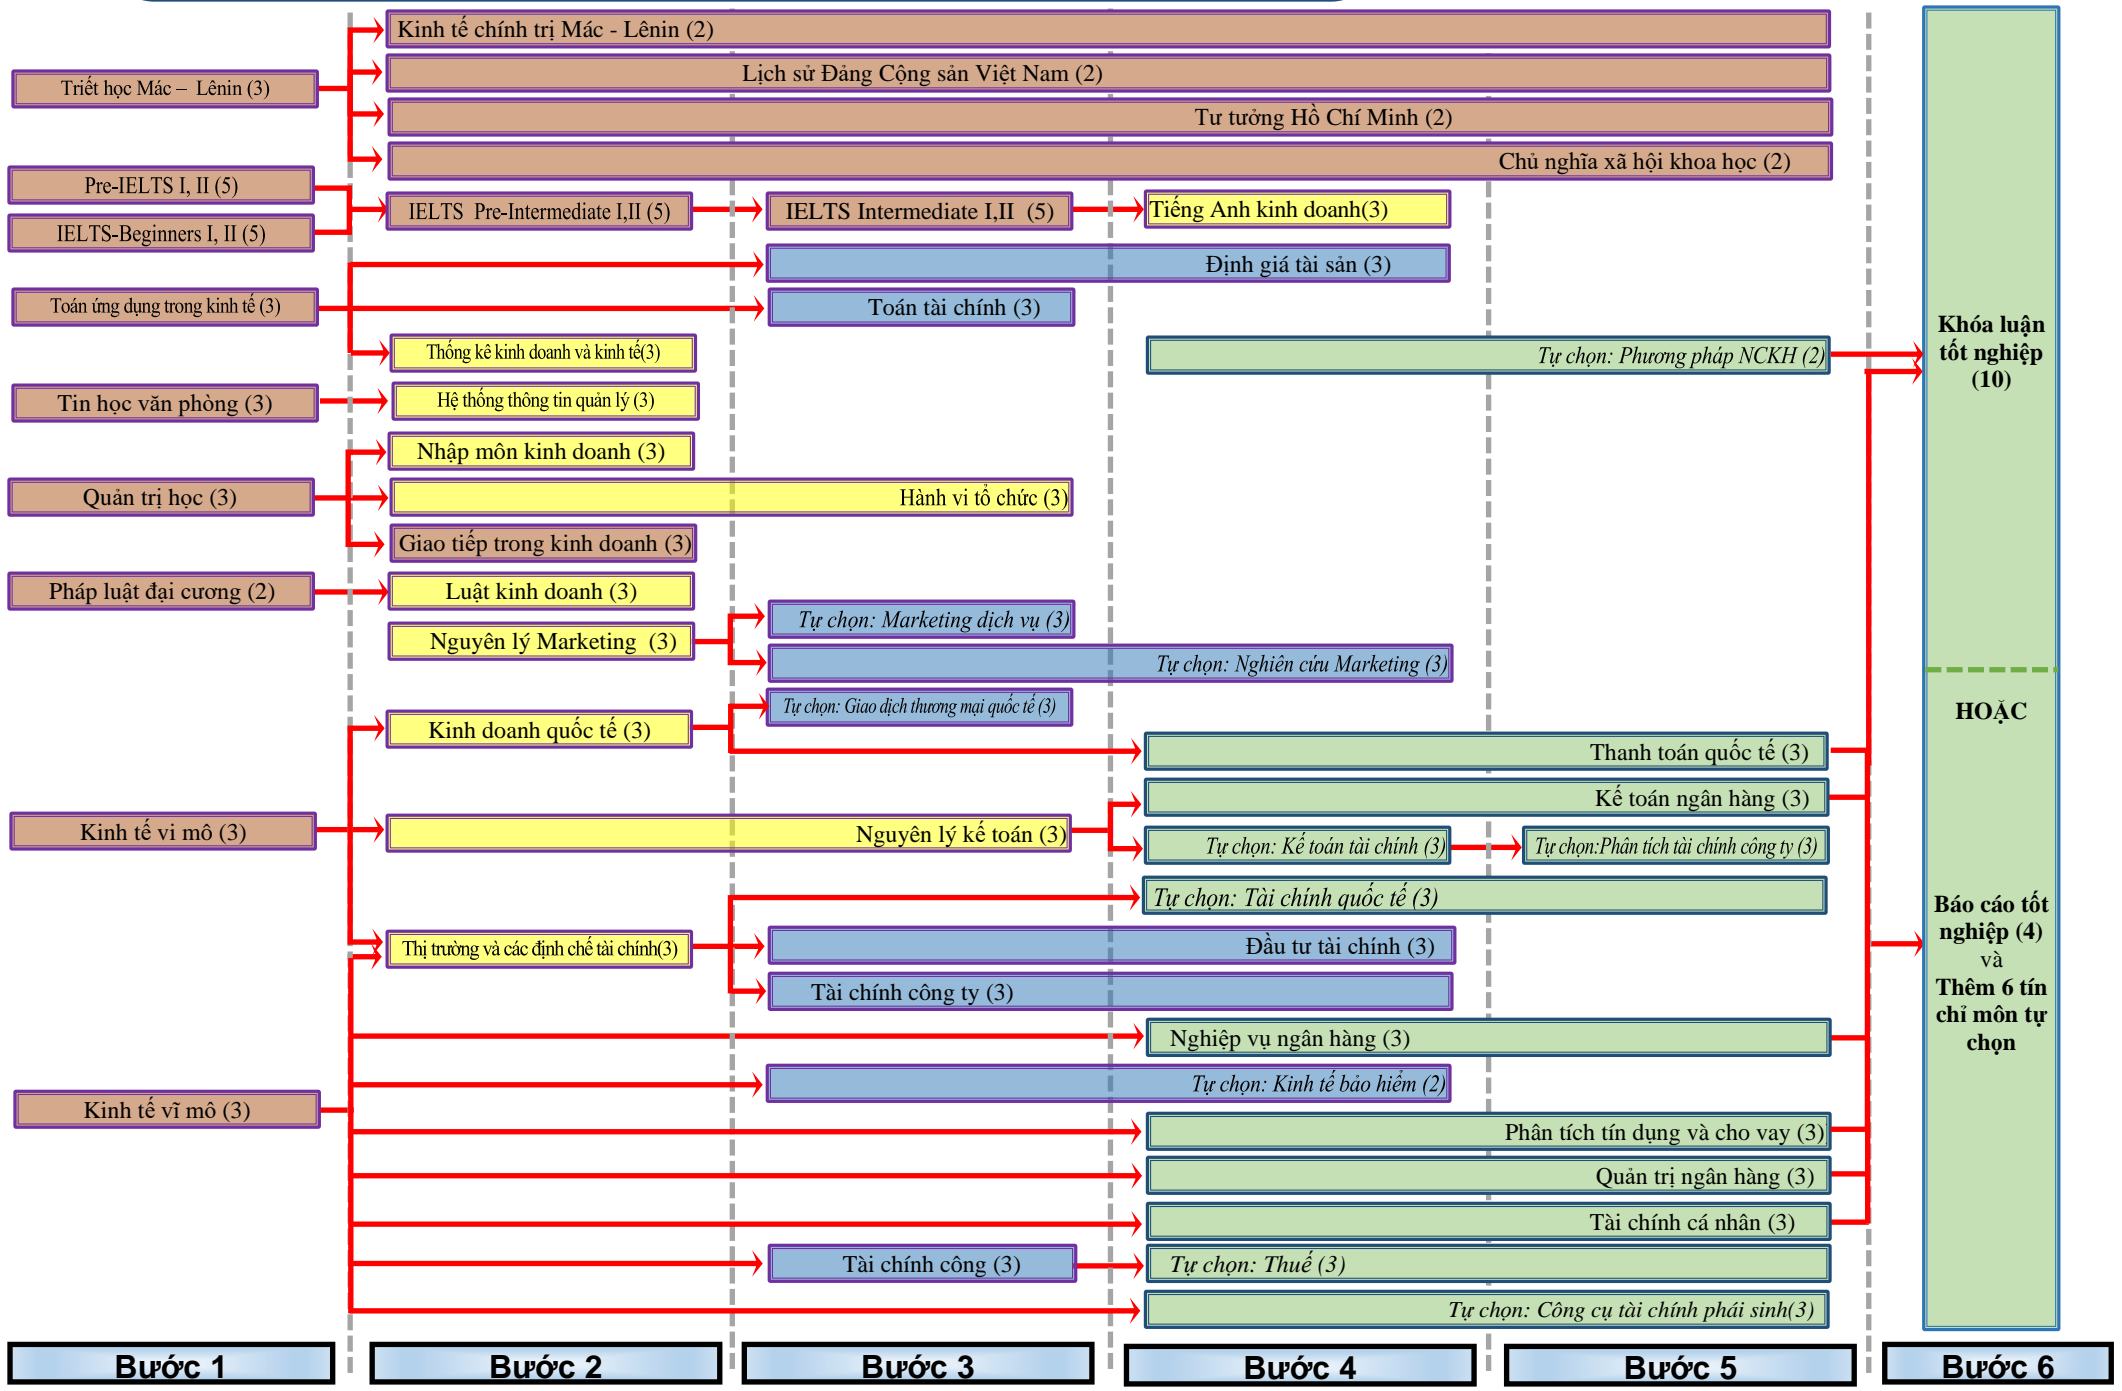 Kinh tế chính trị Mác - Lênin (2)
Lịch sử Đảng Cộng sản Việt Nam (2)
Triết học Mác – Lênin (3)
Tư tưởng Hồ Chí Minh (2)
Chủ nghĩa xã hội khoa học (2)
Pre-IELTS I, II (5)
IELTS-Beginners I, II (5)
IELTS Pre-Intermediate I,II (5)
IELTS Intermediate I,II (5)
Tiếng Anh kinh doanh(3)
Định giá tài sản (3)
Toán ứng dụng trong kinh tế (3)
Toán tài chính (3)
Thống kê kinh doanh và kinh tế(3)
Tự chọn: Phương pháp NCKH (2)
Khóa luận
tốt nghiệp
(10)
Tin học văn phòng (3)
Hệ thống thông tin quản lý (3)
Nhập môn kinh doanh (3)
Quản trị học (3)
Hành vi tổ chức (3)
Giao tiếp trong kinh doanh (3)
Pháp luật đại cương (2)
Luật kinh doanh (3)
Nguyên lý Marketing (3)
Tự chọn: Marketing dịch vụ (3)
Tự chọn: Nghiên cứu Marketing (3)
Tự chọn: Giao dịch thương mại quốc tế (3)
HOẶC
Kinh doanh quốc tế (3)
Thanh toán quốc tế (3)
Kế toán ngân hàng (3)
Kinh tế vi mô (3)
Nguyên lý kế toán (3)
Tự chọn: Kế toán tài chính (3)
Tự chọn:Phân tích tài chính công ty (3)
Tự chọn: Tài chính quốc tế (3)
Thị trường và các định chế tài chính(3)
Đầu tư tài chính (3)
Tài chính công ty (3)
Báo cáo tốt
nghiệp (4)
và
Thêm 6 tín
chỉ môn tự
chọn
Nghiệp vụ ngân hàng (3)
Tự chọn: Kinh tế bảo hiểm (2)
Kinh tế vĩ mô (3)
Phân tích tín dụng và cho vay (3)
Quản trị ngân hàng (3)
Tài chính cá nhân (3)
Tài chính công (3)
Tự chọn: Thuế (3)
Tự chọn: Công cụ tài chính phái sinh(3)
Bước 1
Bước 2
Bước 3
Bước 4
Bước 5
Bước 6